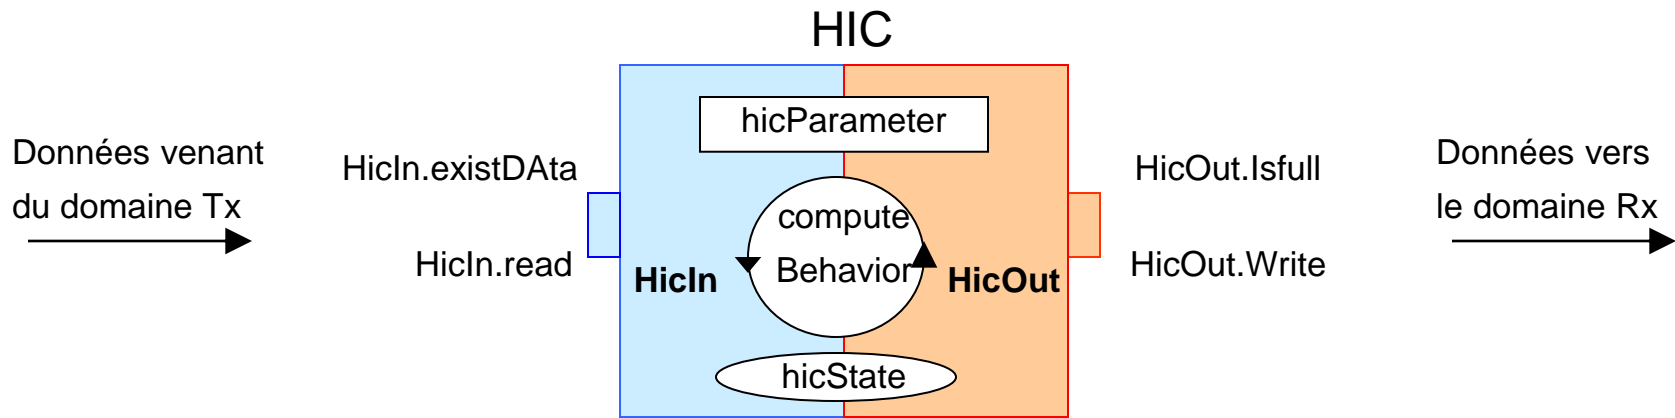 HIC
Données venant
du domaine Tx
HicIn.existDAta
HicIn.read
hicParameter
compute
Behavior
HicIn
HicOut
hicState
HicOut.Isfull
HicOut.Write
Données vers
le domaine Rx